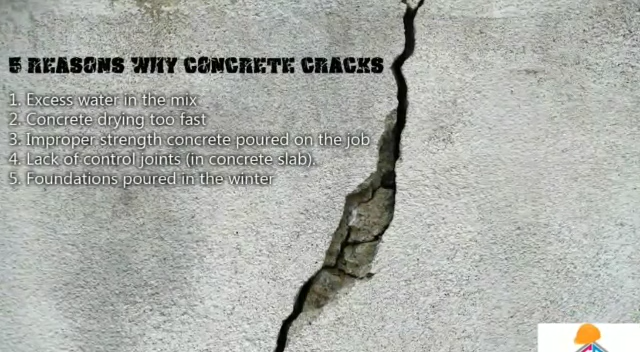 5 REASONS WHY CONCRETE CRACKS
1. Excess water in the mix
2. Concrete drying too fast
3. Improper strength concrete poured on the job
4. Lack of control joints (in concrete slab).
5. Foundations poured in the winter